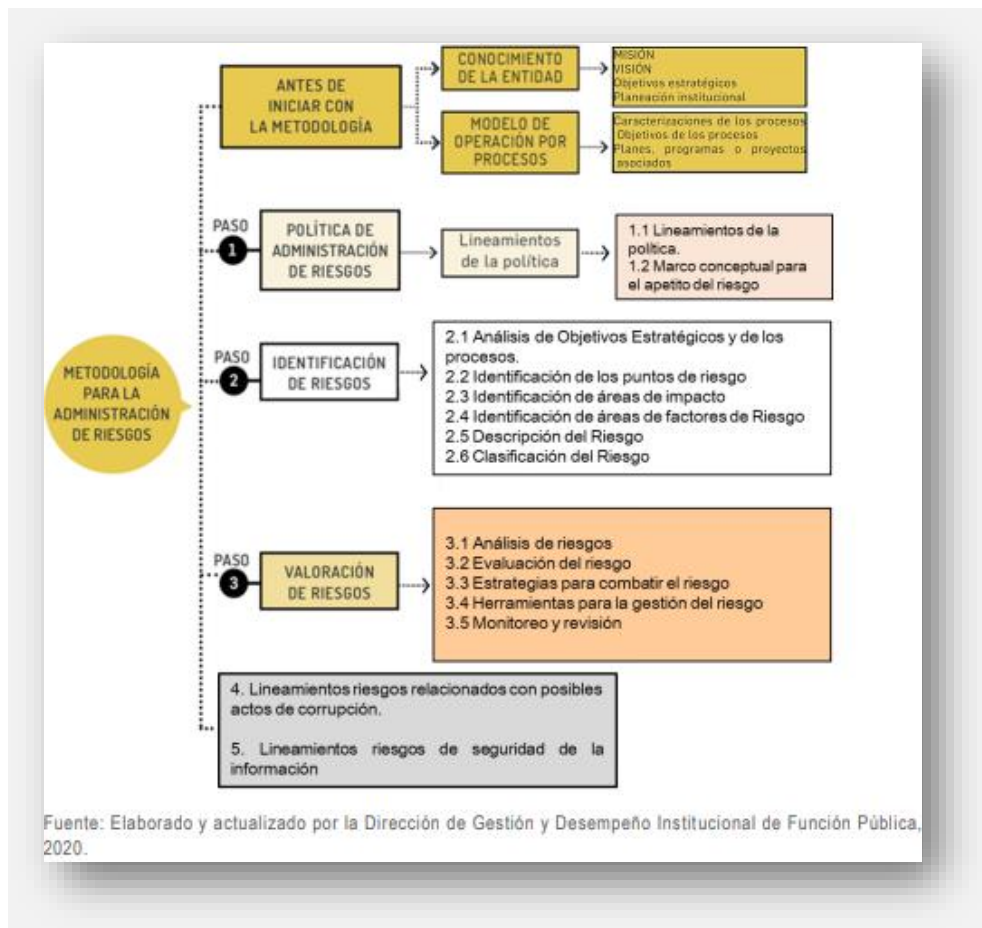 ANTES DE
INICIAR CON
LA METODOLOGÍA
CONOCIMIENTO
DE LA ENTIDAD
MISIÓN
VISIÓN
Objetivos estratégicos
Planeación institucional
MODELO DE
OPERACIÓN POR
PROCESOS
Caracterizaciones de los procesos
Objetivos de los procesos
Planes, programas o proyectos
asociados
PASO
1
POLÍTICA DE
ADMINISTRACIÓN
DE RIESGOS
Lineamientos
de la política
1.1 Lineamientos de la
política.
1.2 Marco conceptual para
el apetito del riesgo
METODOLOGÍA
PARA LA
ADMINISTRACIÓN
DE RIESGOS
PASO
2
IDENTIFICACIÓN
DE RIESGOS
2.1 Análisis de Objetivos Estratégicos y de los
procesos.
2.2 Identificación de los puntos de riesgo
2.3 Identificación de áreas de impacto
2.4 Identificación de áreas de factores de Riesgo
2.5 Descripción del Riesgo
2.6 Clasificación del Riesgo
PASO
3
VALORACIÓN
DE RIESGOS
3.1 Análisis de riesgos
3.2 Evaluación del riesgo
3.3 Estrategias para combatir el riesgo
3.4 Herramientas para la gestión del riesgo
3.5 Monitoreo y revisión
4. Lineamientos riesgos relacionados con posibles
actos de corrupción.
5. Lineamientos riesgos de seguridad de la
información
Fuente: Elaborado y actualizado por la Dirección de Gestión y Desempeño Institucional de Función Pública,
2020.